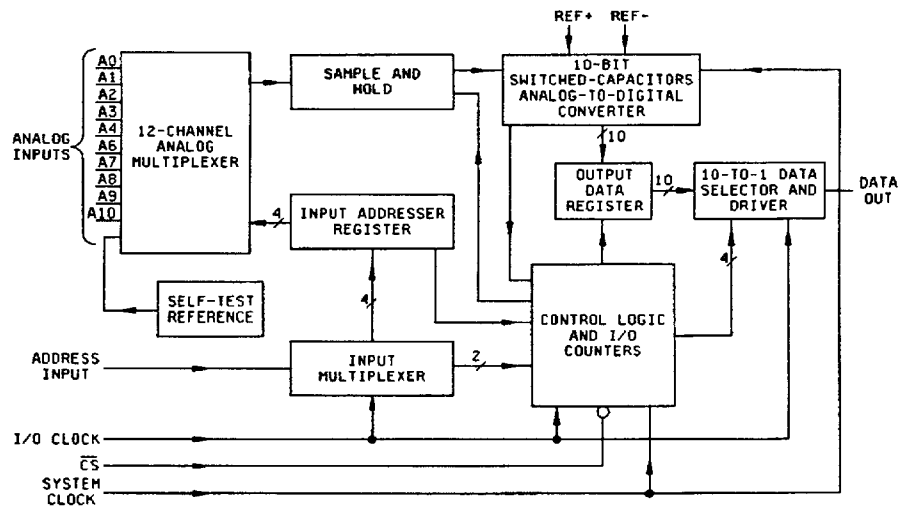 REF+ REF-
10-BIT
SWITCHED-CAPACITORS
ANALOG-TO-DIGITAL
CONVERTER
SAMPLE AND
HOLD
ANALOG
INPUTS
A0
A1
A2
A3
A4
A6
A7
A8
A9
A10
12-CHANNEL
ANALOG
MULTIPLEXER
10
OUTPUT
DATA
REGISTER
10
10-TO-1 DATA
SELECTOR AND
DRIVER
DATA
OUT
4
INPUT ADDRESSER
REGISTER
4
4
SELF-TEST
REFERENCE
CONTROL LOGIC
AND I/O
COUNTERS
ADDRESS
INPUT
INPUT
MULTIPLEXER
2
I/O CLOCK
C̅S̅
SYSTEM
CLOCK